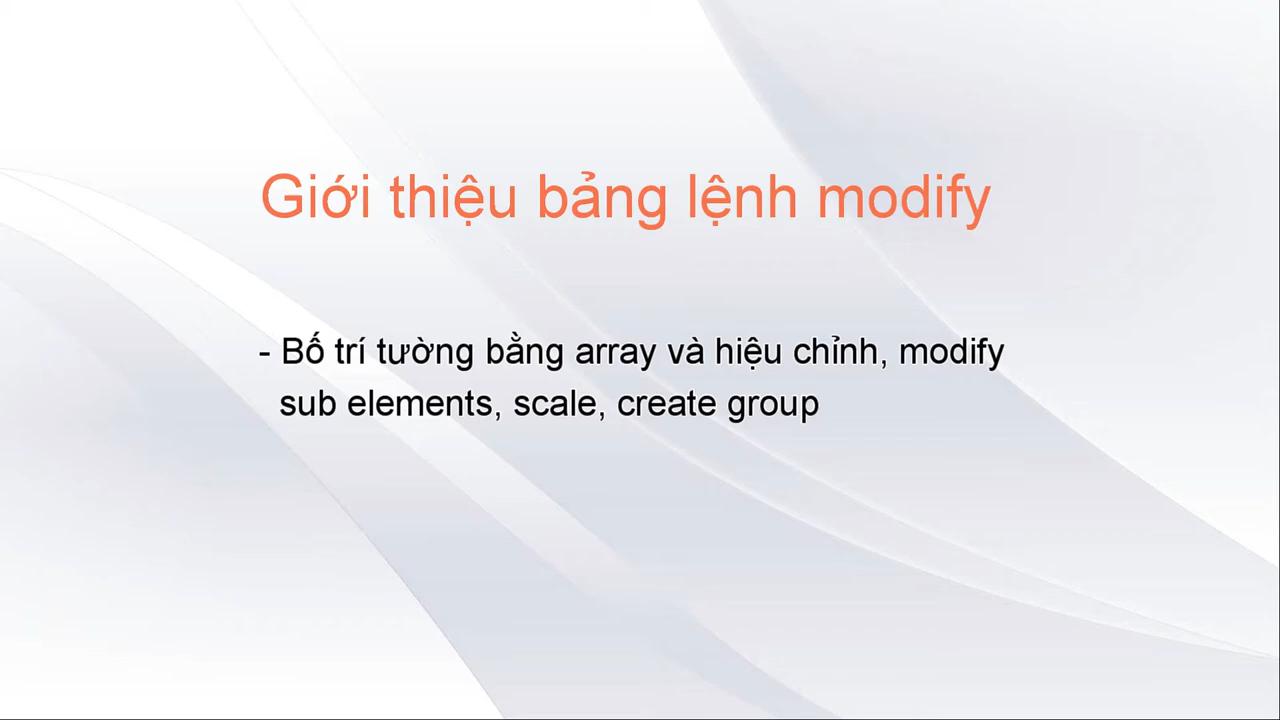 Giới thiệu bảng lệnh modify
- Bố trí tường bằng array và hiệu chỉnh, modify
sub elements, scale, create group